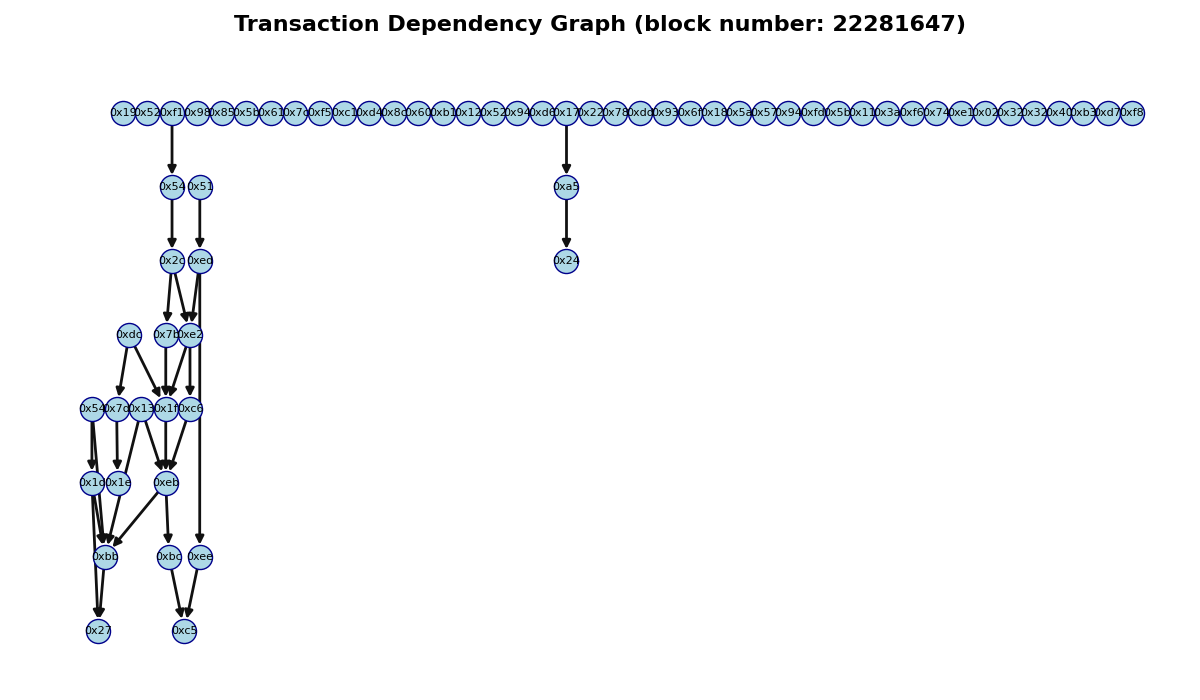 Transaction Dependency Graph (block number: 22281647)
0x19 0x52 0xf1 0x98 0x85 0x5b 0x61 0x7c 0xf5 0xc1 0xd4 0x8c 0x60 0xb1 0x12 0x52 0x94 0xd6 0x17 0x22 0x78 0xdd 0x93 0x6f 0x18 0x5a 0x57 0x94 0xfd 0x5b 0x11 0x3a 0xf6 0x74 0xe1 0x02 0x32 0x32 0x40 0xb3 0xd7 0xf8
0x54 0x51 0xa5
0x2c 0xed 0x24
0xdc 0x7b 0xe2
0x54 0x13 0x1f 0xc6
0x1e 0xeb
0xbb 0xbc 0xee
0x27 0xc5